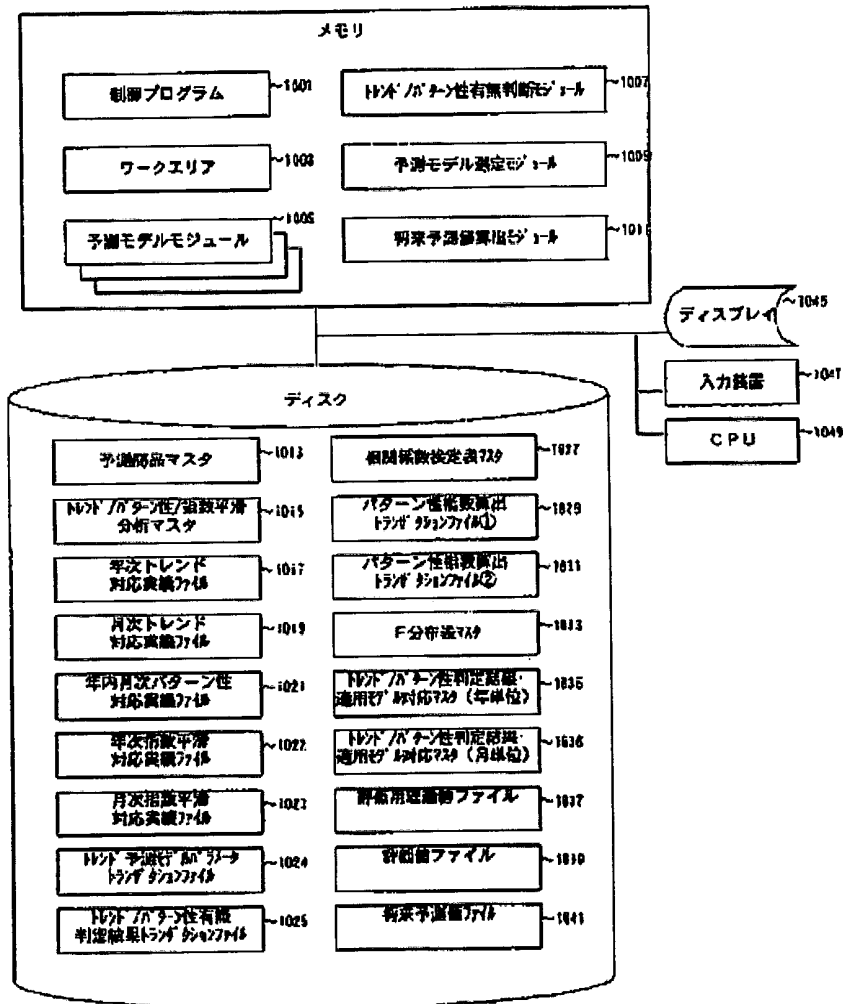 メモリ
制御プログラム
~1001
トレンド/パターン性有無判断モジュール
~1007
ワークエリア
~1003
予測モデル選定モジュール
~1009
予測モデルモジュール
1005
将来予測値算出モジュール
~1011
ディスプレイ
~1045
入力装置
~1047
CPU
~1049
ディスク
予測商品マスタ
~1013
相関係数検定表マスタ
~1027
トレンド/パターン性/指数平滑
分析マスタ
~1015
パターン性指数算出
トランザクションファイル①
~1029
年次トレンド
対応実績ファイル
~1017
パターン性指数算出
トランザクションファイル②
~1031
月次トレンド
対応実績ファイル
~1019
F分布表マスタ
~1033
年内月次パターン性
対応実績ファイル
~1021
トレンド/パターン性判定結果・
適用モデル対応マスタ(年単位)
~1035
年次指数平滑
対応実績ファイル
~1022
トレンド/パターン性判定結果・
適用モデル対応マスタ(月単位)
~1036
月次指数平滑
対応実績ファイル
~1023
評価用理論値ファイル
~1037
トレンド予測モデルパラメータ
トランザクションファイル
~1024
評価値ファイル
~1039
トレンド/パターン性有無
判定結果トランザクションファイル
~1025
将来予測値ファイル
~1041